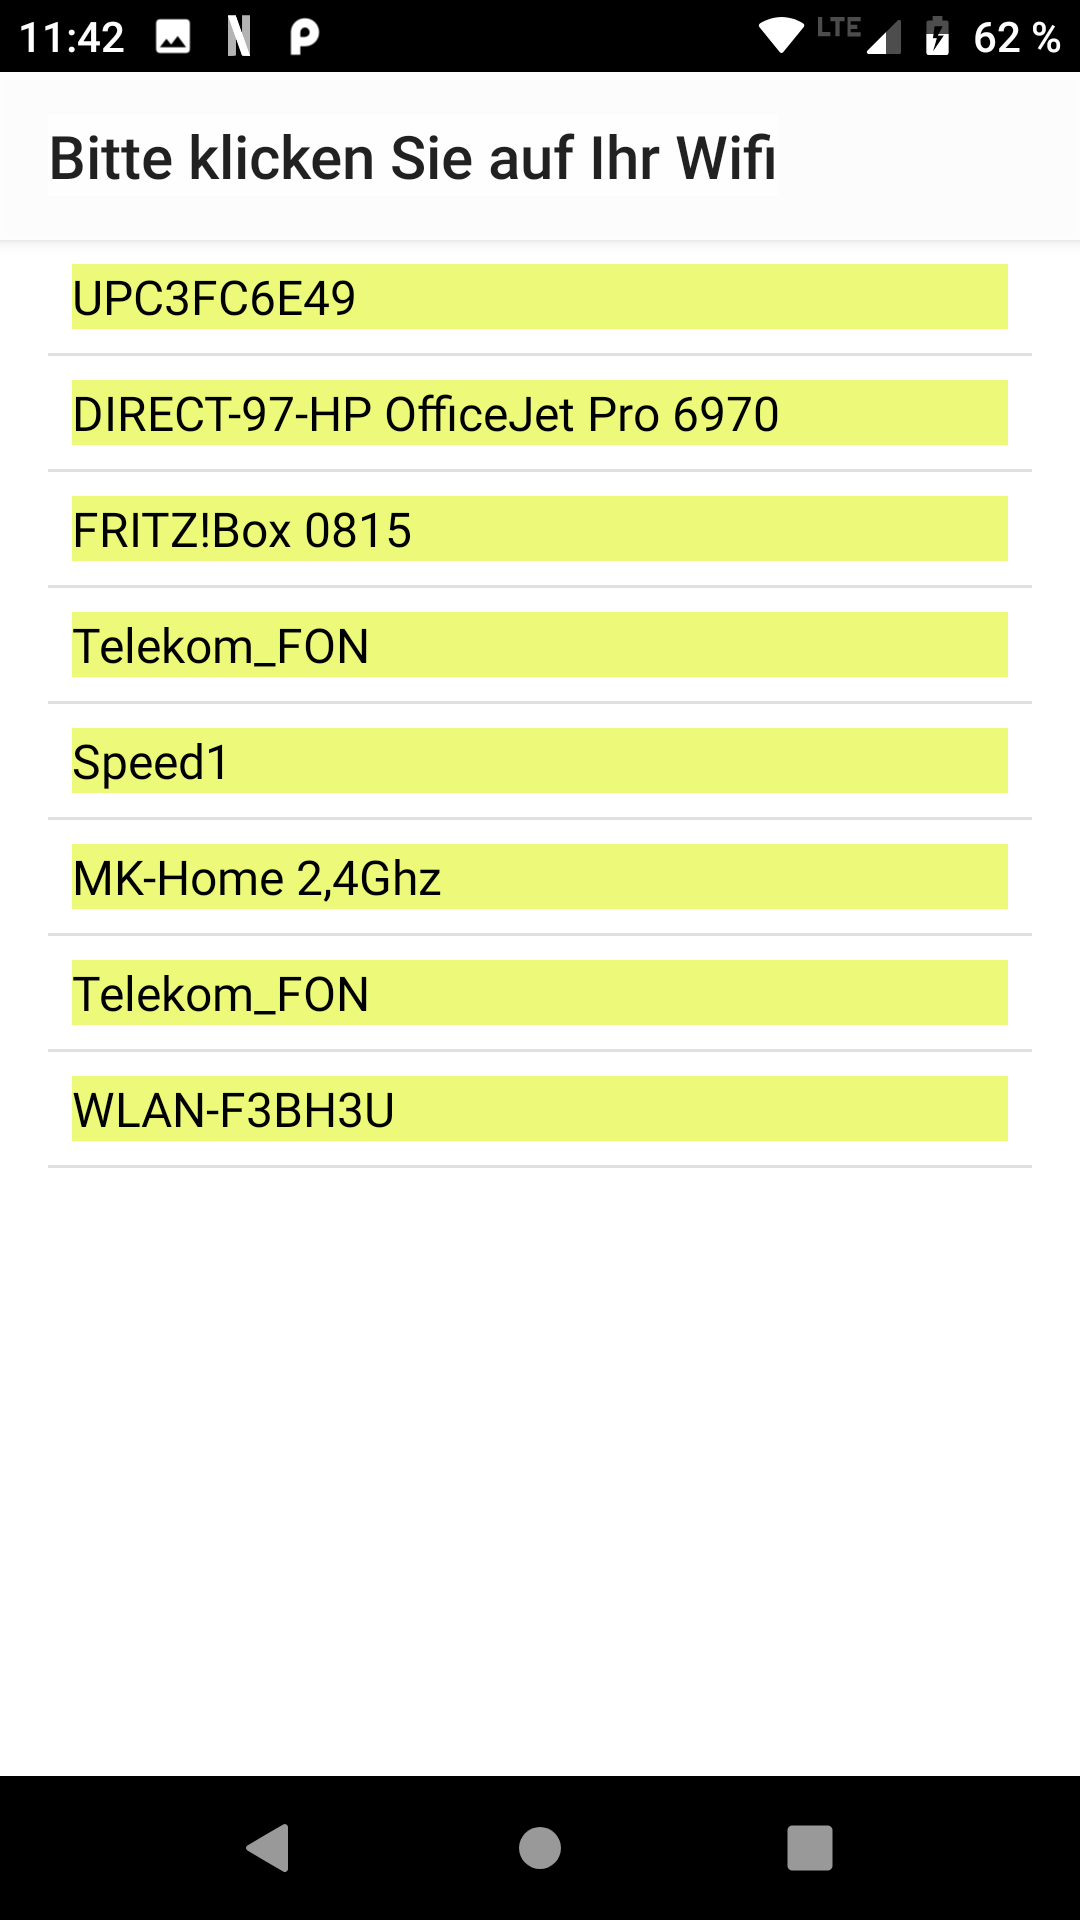 11:42 LTE 62 %
Bitte klicken Sie auf Ihr Wifi
UPC3FC6E49
DIRECT-97-HP OfficeJet Pro 6970
FRITZ!Box 0815
Telekom_FON
Speed1
MK-Home 2,4Ghz
Telekom_FON
WLAN-F3BH3U